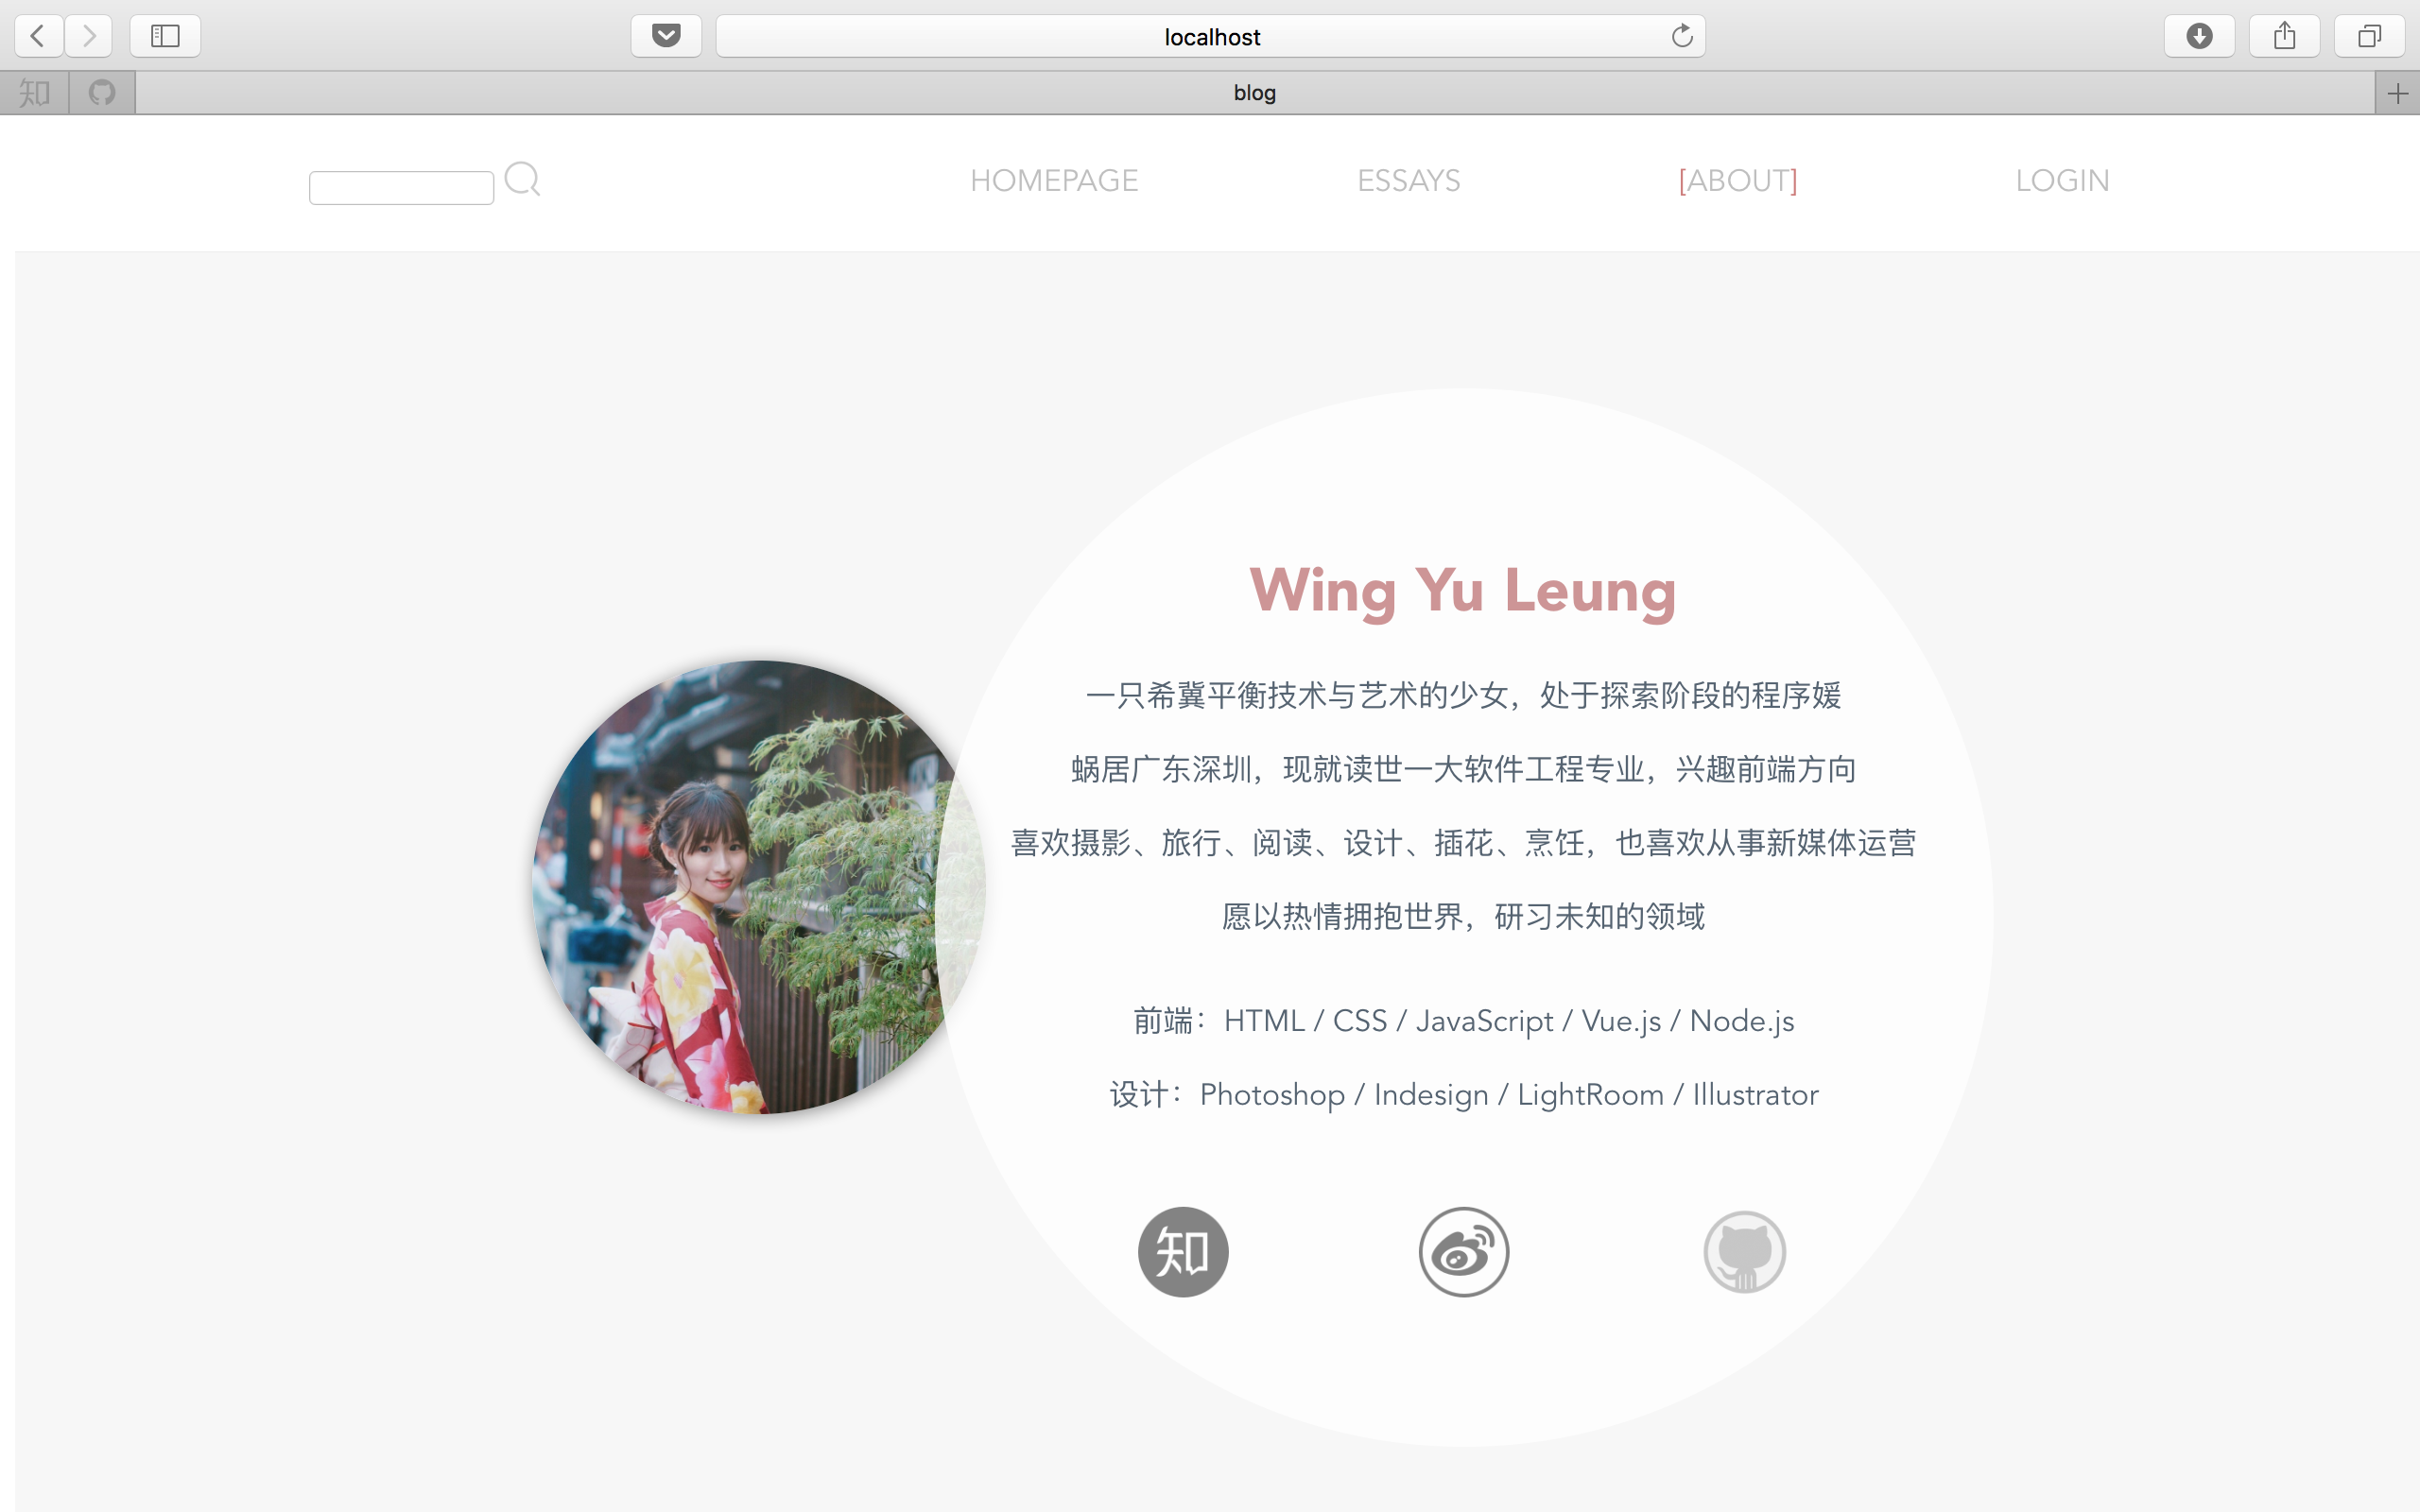 localhost
知
blog
HOMEPAGE ESSAYS [ABOUT] LOGIN
Wing Yu Leung
一只希冀平衡技术与艺术的少女，处于探索阶段的程序媛
蜗居广东深圳，现就读世一大软件工程专业，兴趣前端方向
喜欢摄影、旅行、阅读、设计、插花、烹饪，也喜欢从事新媒体运营
愿以热情拥抱世界，研习未知的领域
前端：HTML / CSS / JavaScript / Vue.js / Node.js
设计：Photoshop / Indesign / LightRoom / Illustrator
知